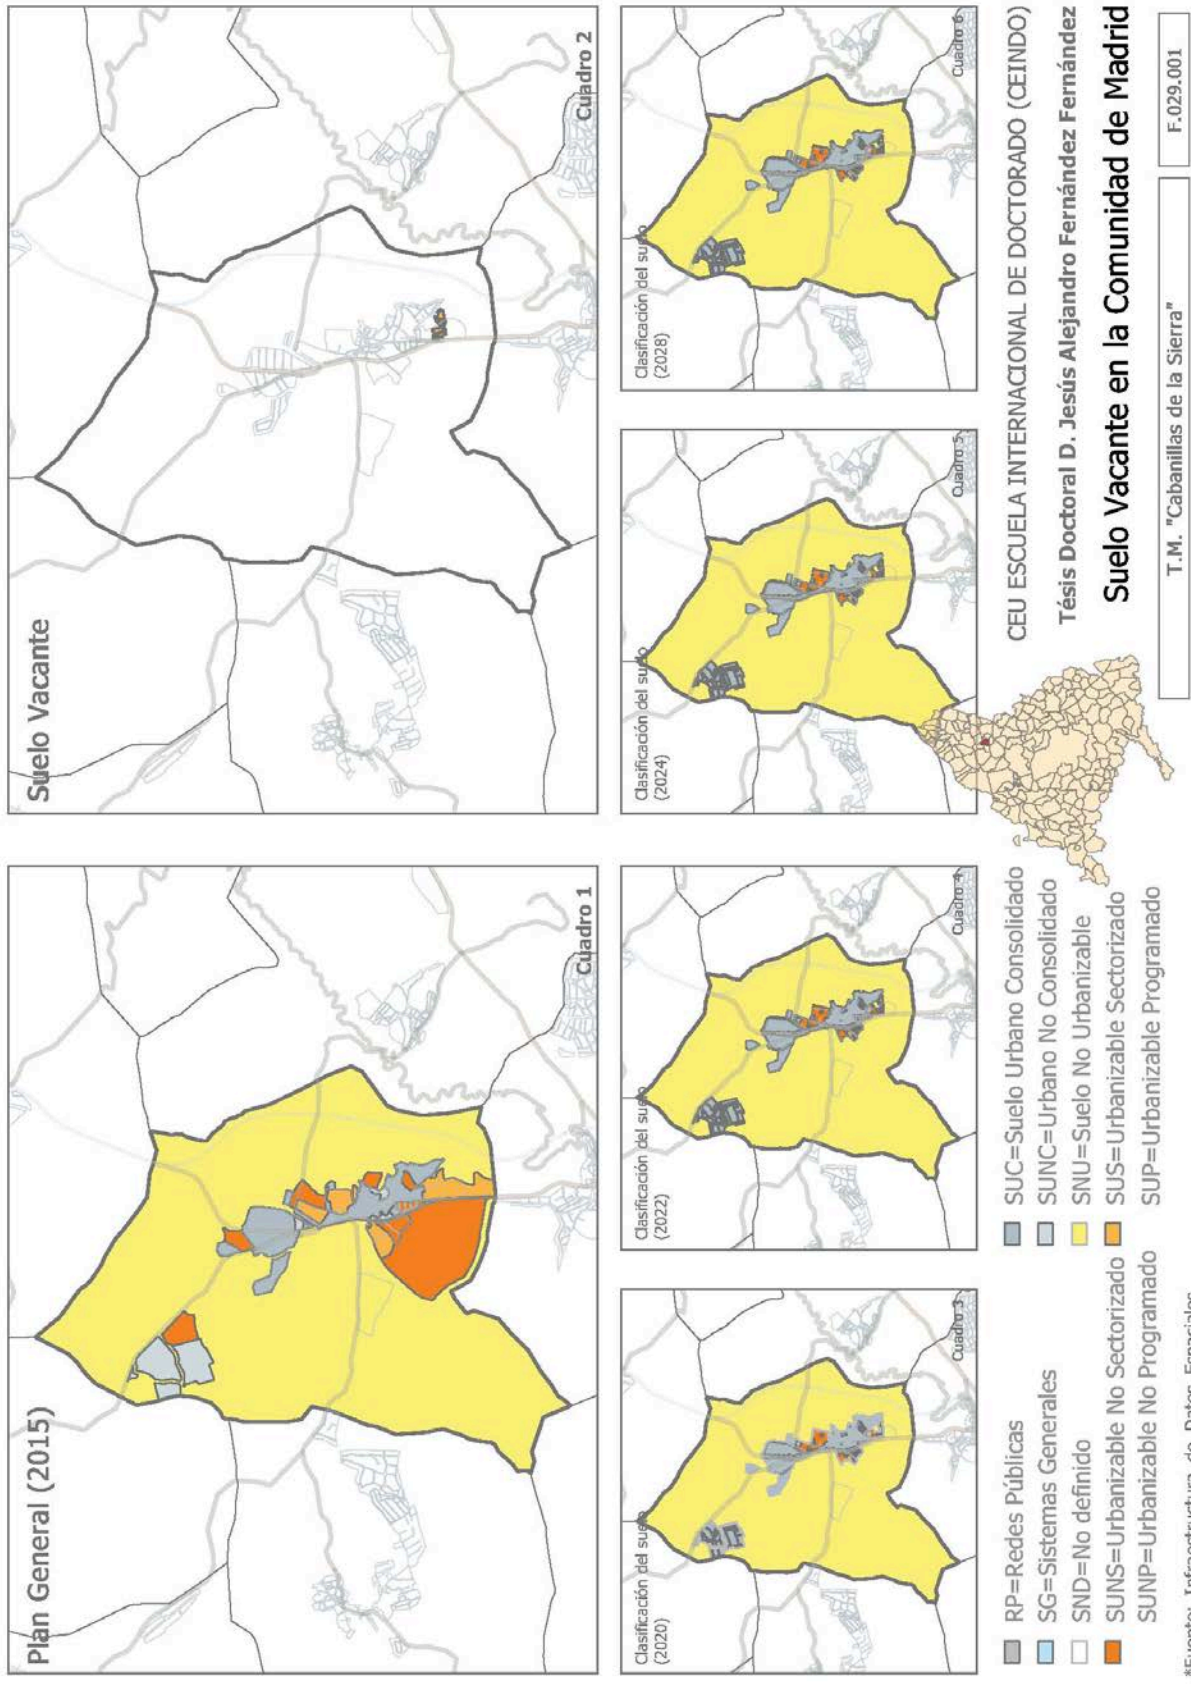 Plan General (2015)
Cuadro 1
Suelo Vacante
Cuadro 2
Clasificación del suelo
(2020)
Cuadro 3
Clasificación del suelo
(2022)
Cuadro 4
Clasificación del suelo
(2024)
Cuadro 5
Clasificación del suelo
(2028)
Cuadro 6
RP=Redes Públicas
SG=Sistemas Generales
SND=No definido
SUNS=Urbanizable No Sectorizado
SUNP=Urbanizable No Programado
SUC=Suelo Urbano Consolidado
SUNC=Urbano No Consolidado
SNU=Suelo No Urbanizable
SUS=Urbanizable Sectorizado
SUP=Urbanizable Programado
*Fuente: Infraestructura de Datos Espaciales
CEU ESCUELA INTERNACIONAL DE DOCTORADO (CEINDO)
Tésis Doctoral D. Jesús Alejandro Fernández Fernández
Suelo Vacante en la Comunidad de Madrid
T.M. "Cabanillas de la Sierra"
F.029.001